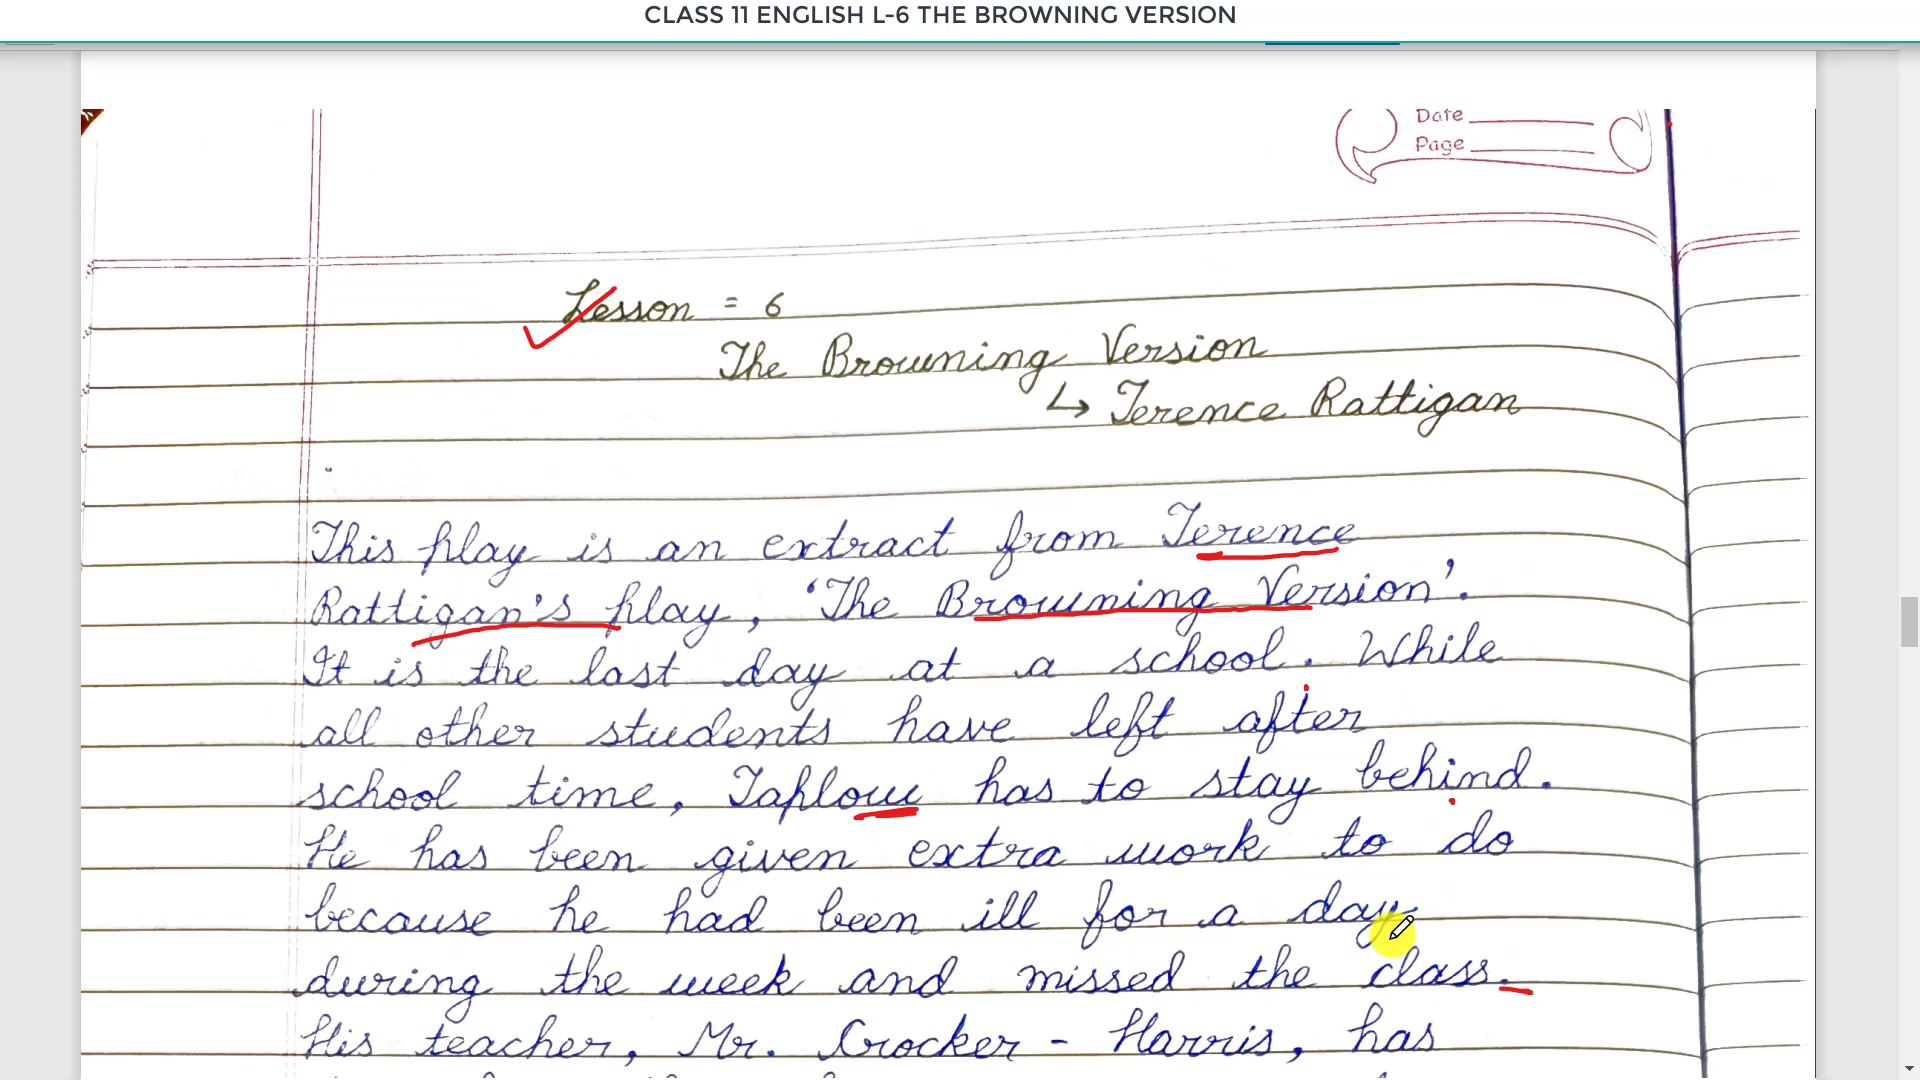 CLASS 11 ENGLISH L-6 THE BROWNING VERSION
Date
Page
Lesson = 6
The Browning Version
↳ Terence Rattigan
This play is an extract from Terence
Rattigan's play, 'The Browning Version'.
It is the last day at a school. While
all other students have left after
school time, Taplow has to stay behind.
He has been given extra work to do
because he had been ill for a day
during the week and missed the class.
His teacher, Mr. Crocker - Harris, has